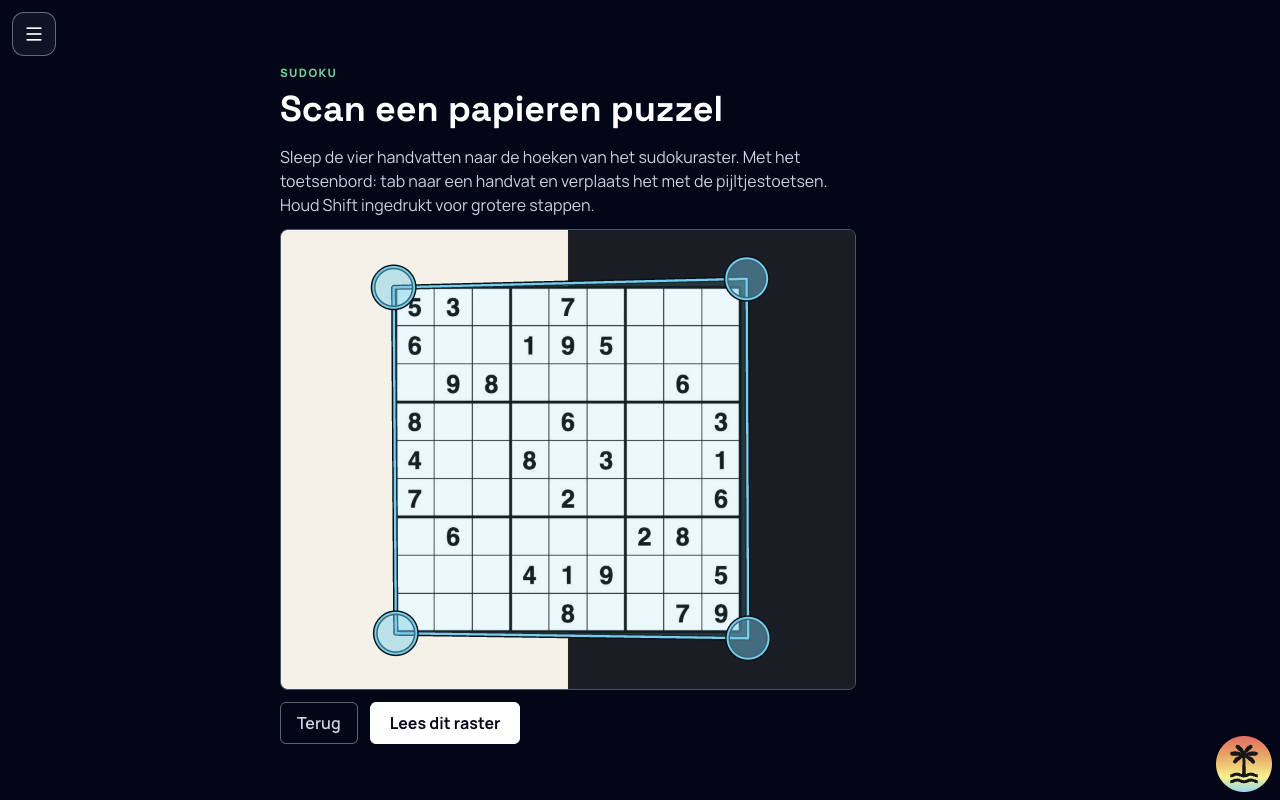 SUDOKU
Scan een papieren puzzel
Sleep de vier handvatten naar de hoeken van het sudokuraster. Met het
toetsenbord: tab naar een handvat en verplaats het met de pijltjestoetsen.
Houd Shift ingedrukt voor grotere stappen.
5 3 7
6 1 9 5
9 8 6
8 6 3
4 8 3 1
7 2 6
6 2 8
4 1 9 5
8 7 9
Terug
Lees dit raster